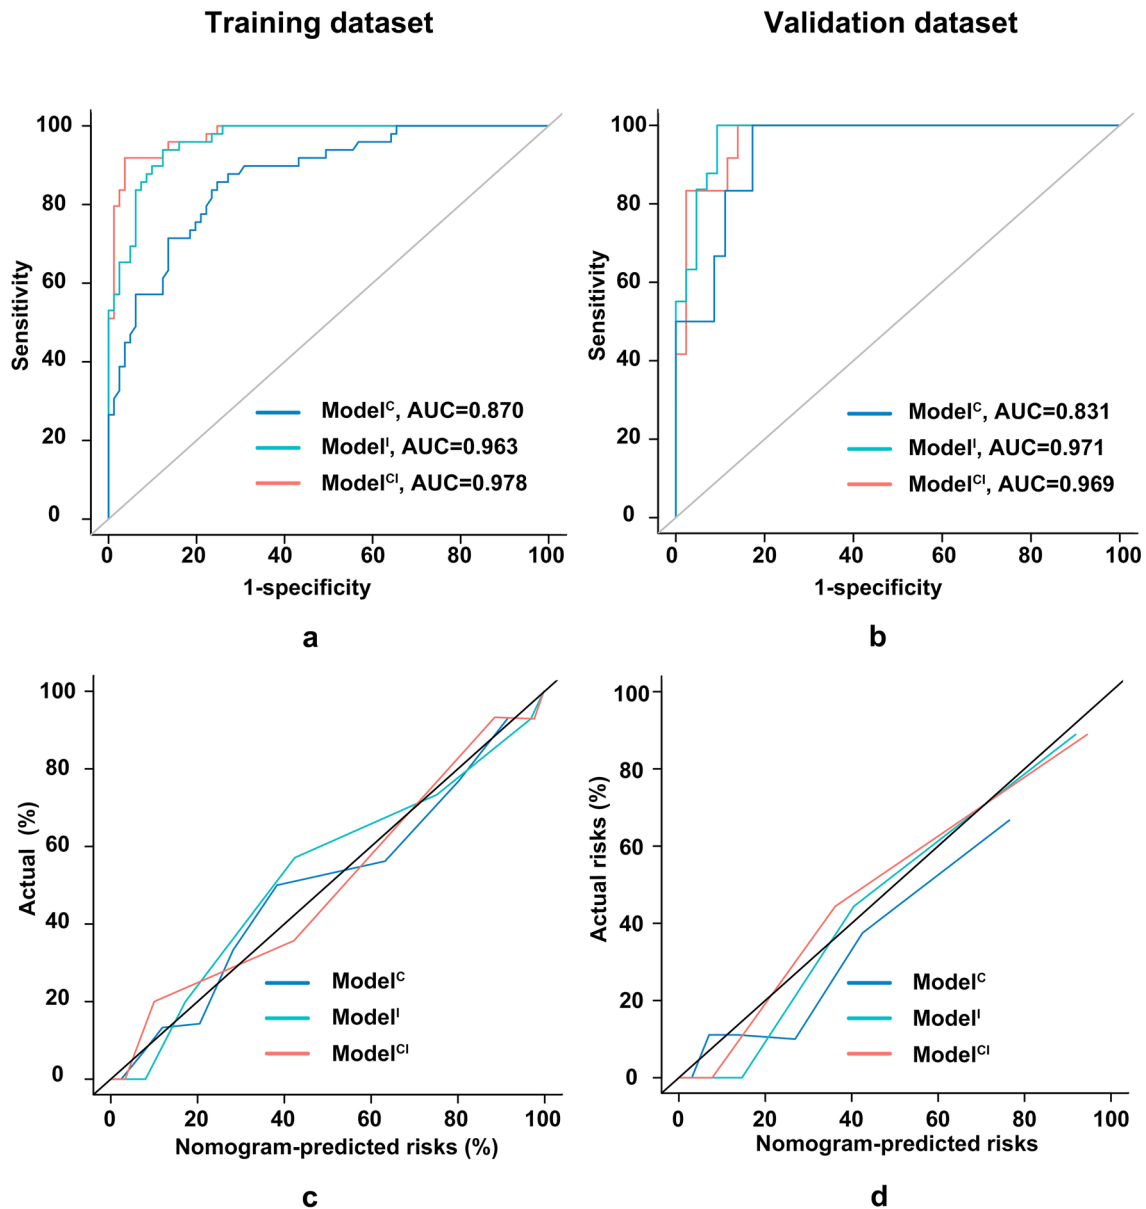 Training dataset
Validation dataset
100
80
60
40
20
0
Sensitivity
Model^C, AUC=0.870
Model^I, AUC=0.963
Model^CI, AUC=0.978
0 20 40 60 80 100
1-specificity
a
100
80
60
40
20
0
Sensitivity
Model^C, AUC=0.831
Model^I, AUC=0.971
Model^CI, AUC=0.969
0 20 40 60 80 100
1-specificity
b
100
80
60
40
20
0
Actual (%)
Model^C
Model^I
Model^CI
0 20 40 60 80 100
Nomogram-predicted risks (%)
c
100
80
60
40
20
0
Actual risks (%)
Model^C
Model^I
Model^CI
0 20 40 60 80 100
Nomogram-predicted risks
d